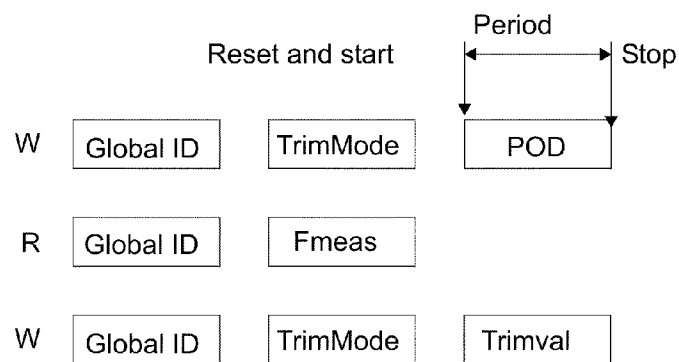 Period
Reset and start Stop
W Global ID TrimMode POD
R Global ID Fmeas
W Global ID TrimMode Trimval